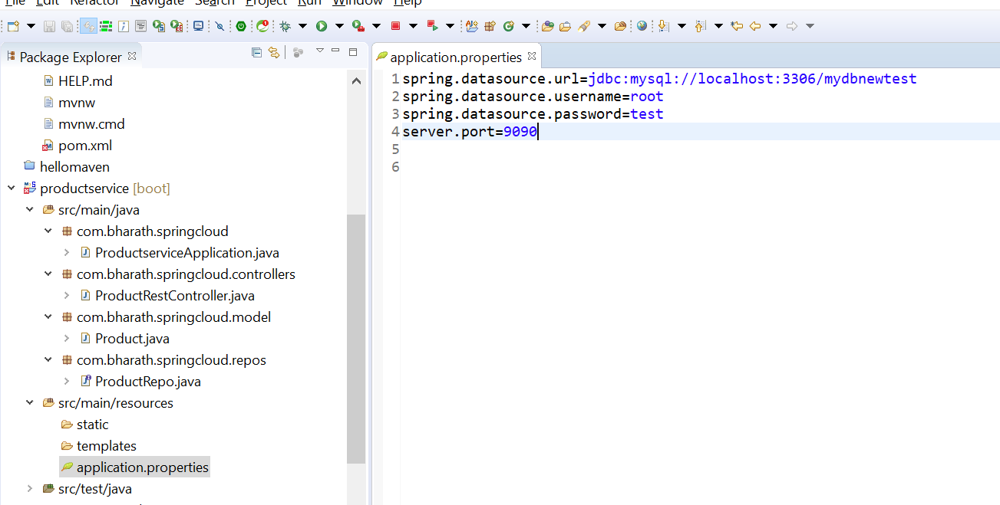 File Edit Refactor Navigate Search Project Run Window Help
Package Explorer
HELP.md
mvnw
mvnw.cmd
pom.xml
hellomaven
productservice [boot]
src/main/java
com.bharath.springcloud
ProductserviceApplication.java
com.bharath.springcloud.controllers
ProductRestController.java
com.bharath.springcloud.model
Product.java
com.bharath.springcloud.repos
ProductRepo.java
src/main/resources
static
templates
application.properties
src/test/java
application.properties
1 spring.datasource.url=jdbc:mysql://localhost:3306/mydbnewtest
2 spring.datasource.username=root
3 spring.datasource.password=test
4 server.port=9090
5
6